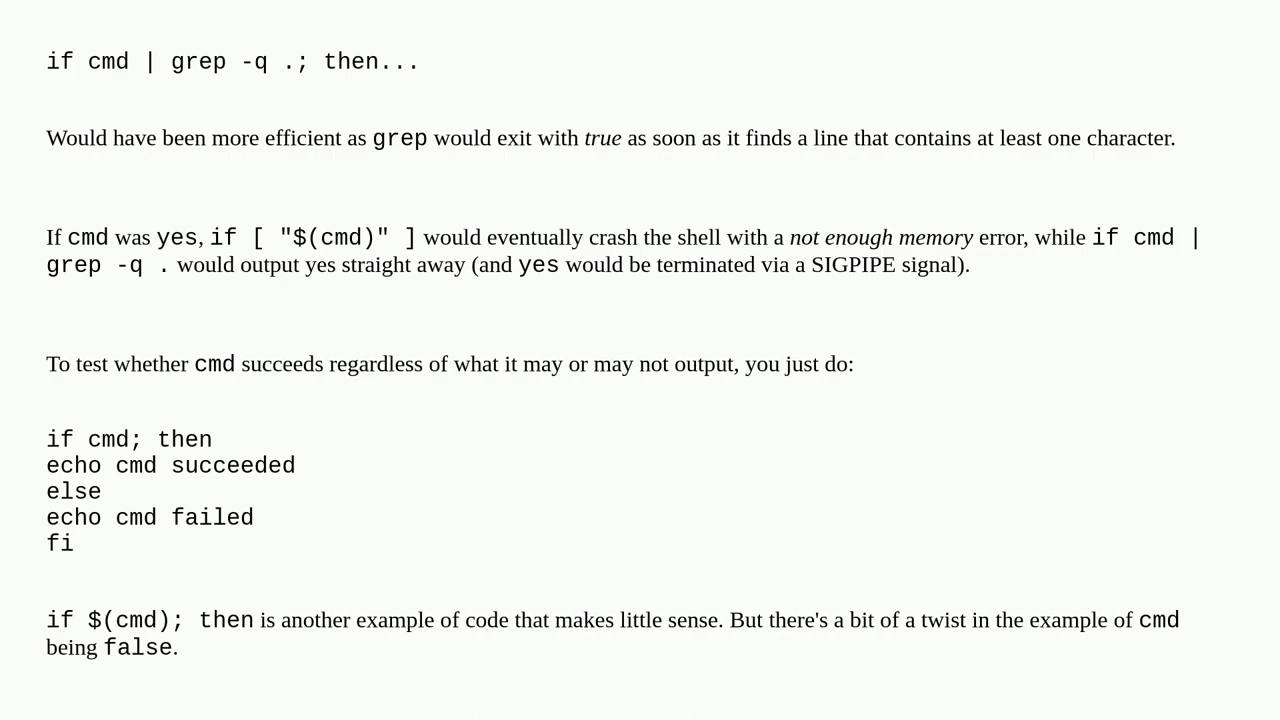 if cmd | grep -q .; then...
Would have been more efficient as grep would exit with true as soon as it finds a line that contains at least one character.
If cmd was yes, if [ "$(cmd)" ] would eventually crash the shell with a not enough memory error, while if cmd |
grep -q . would output yes straight away (and yes would be terminated via a SIGPIPE signal).
To test whether cmd succeeds regardless of what it may or may not output, you just do:
if cmd; then
echo cmd succeeded
else
echo cmd failed
fi
if $(cmd); then is another example of code that makes little sense. But there's a bit of a twist in the example of cmd
being false.